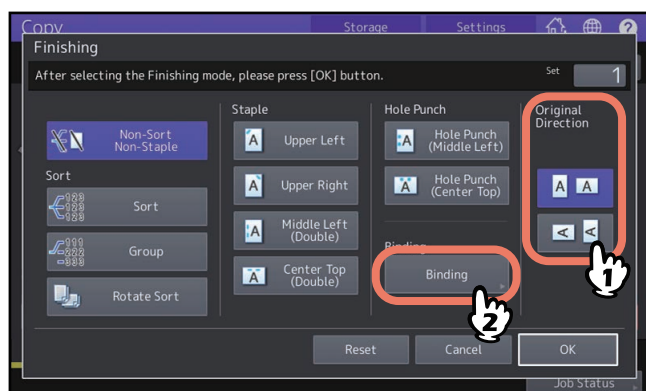 Copy
Storage
Settings
Finishing
After selecting the Finishing mode, please press [OK] button.
Set
1
Non-Sort
Non-Staple
Sort
Sort
Group
Rotate Sort
Staple
Upper Left
Upper Right
Middle Left
(Double)
Center Top
(Double)
Hole Punch
Hole Punch
(Middle Left)
Hole Punch
(Center Top)
Binding
Binding
2
Original
Direction
A A
A A
1
Reset
Cancel
OK
Job Status